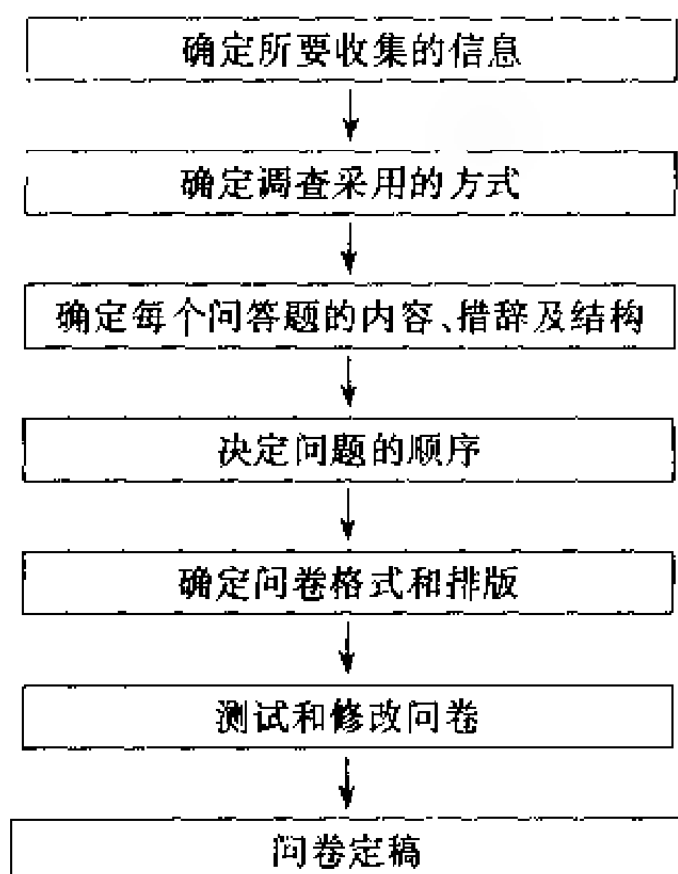 确定所要收集的信息
确定调查采用的方式
确定每个问答题的内容、措辞及结构
决定问题的顺序
确定问卷格式和排版
测试和修改问卷
问卷定稿